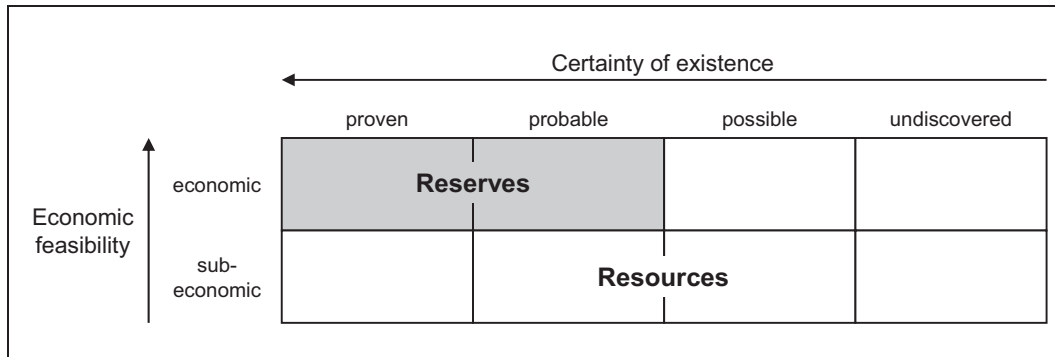 Certainty of existence
proven probable possible undiscovered
economic
Reserves
Economic
feasibility
sub-
economic
Resources